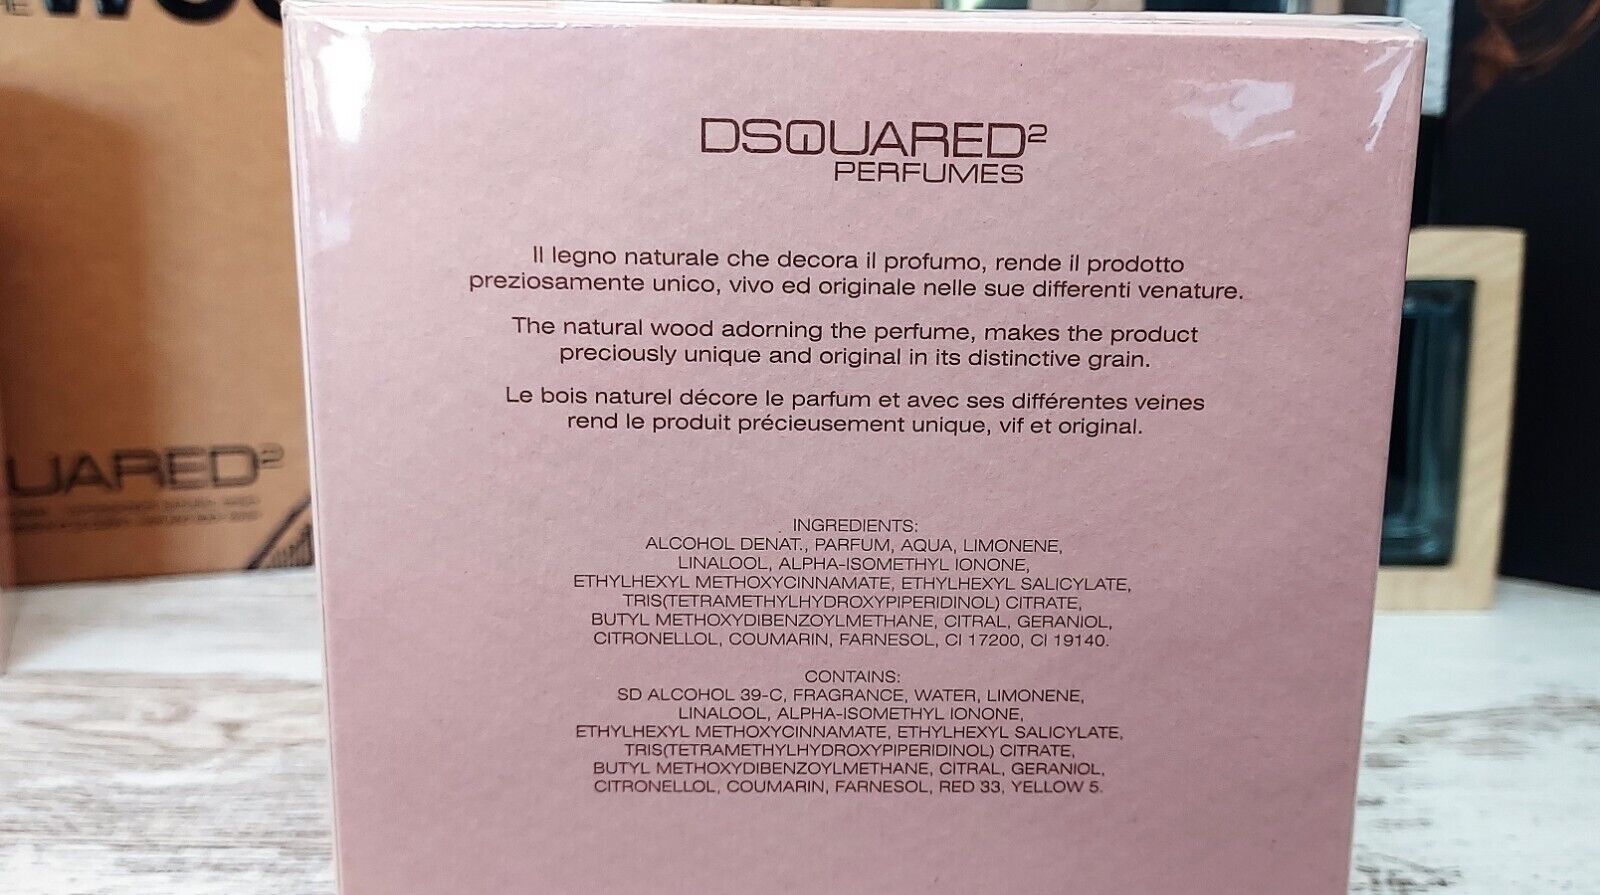 DSQUARED²
PERFUMES
Il legno naturale che decora il profumo, rende il prodotto
preziosamente unico, vivo ed originale nelle sue differenti venature.
The natural wood adorning the perfume, makes the product
preciously unique and original in its distinctive grain.
Le bois naturel décore le parfum et avec ses différentes veines
rend le produit précieusement unique, vif et original.
INGREDIENTS:
ALCOHOL DENAT., PARFUM, AQUA, LIMONENE,
LINALOOL, ALPHA-ISOMETHYL IONONE,
ETHYLHEXYL METHOXYCINNAMATE, ETHYLHEXYL SALICYLATE,
TRIS(TETRAMETHYLHYDROXYPIPERIDINOL) CITRATE,
BUTYL METHOXYDIBENZOYLMETHANE, CITRAL, GERANIOL,
CITRONELLOL, COUMARIN, FARNESOL, CI 17200, CI 19140.
CONTAINS:
SD ALCOHOL 39-C, FRAGRANCE, WATER, LIMONENE,
LINALOOL, ALPHA-ISOMETHYL IONONE,
ETHYLHEXYL METHOXYCINNAMATE, ETHYLHEXYL SALICYLATE,
TRIS(TETRAMETHYLHYDROXYPIPERIDINOL) CITRATE,
BUTYL METHOXYDIBENZOYLMETHANE, CITRAL, GERANIOL,
CITRONELLOL, COUMARIN, FARNESOL, RED 33, YELLOW 5.
UARED²